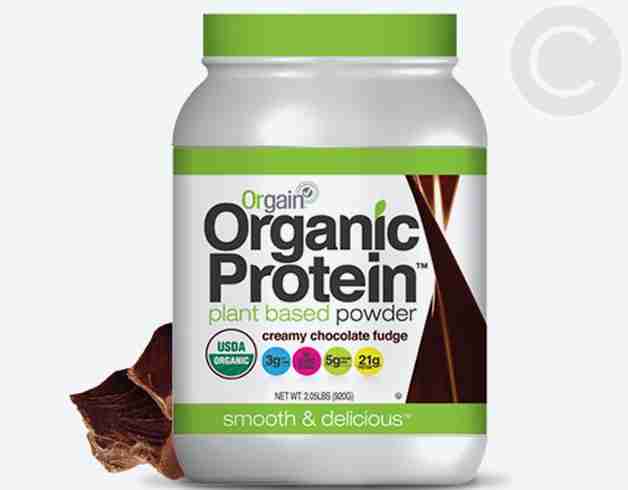 C
Orgain
Organic
Protein™
plant based powder
creamy chocolate fudge
USDA
ORGANIC
3g
5g
21g
NET WT. 2.05LBS (920G)
smooth & delicious™